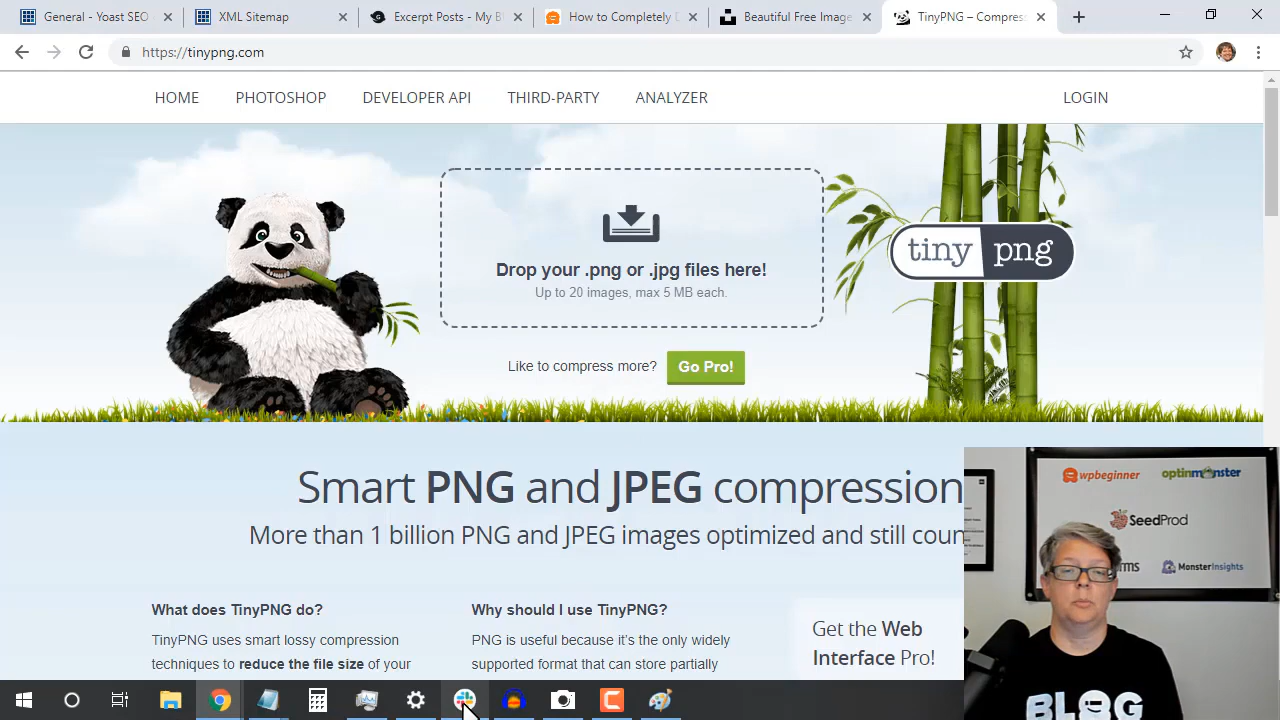 General - Yoast SEO
XML Sitemap
Excerpt Posts - My B
How to Completely D
Beautiful Free Image
TinyPNG – Compress
https://tinypng.com
HOME
PHOTOSHOP
DEVELOPER API
THIRD-PARTY
ANALYZER
LOGIN
Drop your .png or .jpg files here!
Up to 20 images, max 5 MB each.
tiny png
Like to compress more?
Go Pro!
Smart PNG and JPEG compression
More than 1 billion PNG and JPEG images optimized and still coun
What does TinyPNG do?
TinyPNG uses smart lossy compression
techniques to reduce the file size of your
Why should I use TinyPNG?
PNG is useful because it's the only widely
supported format that can store partially
Get the Web
Interface Pro!
wpbeginner
optinmonster
SeedProd
rms
MonsterInsights
BLOG